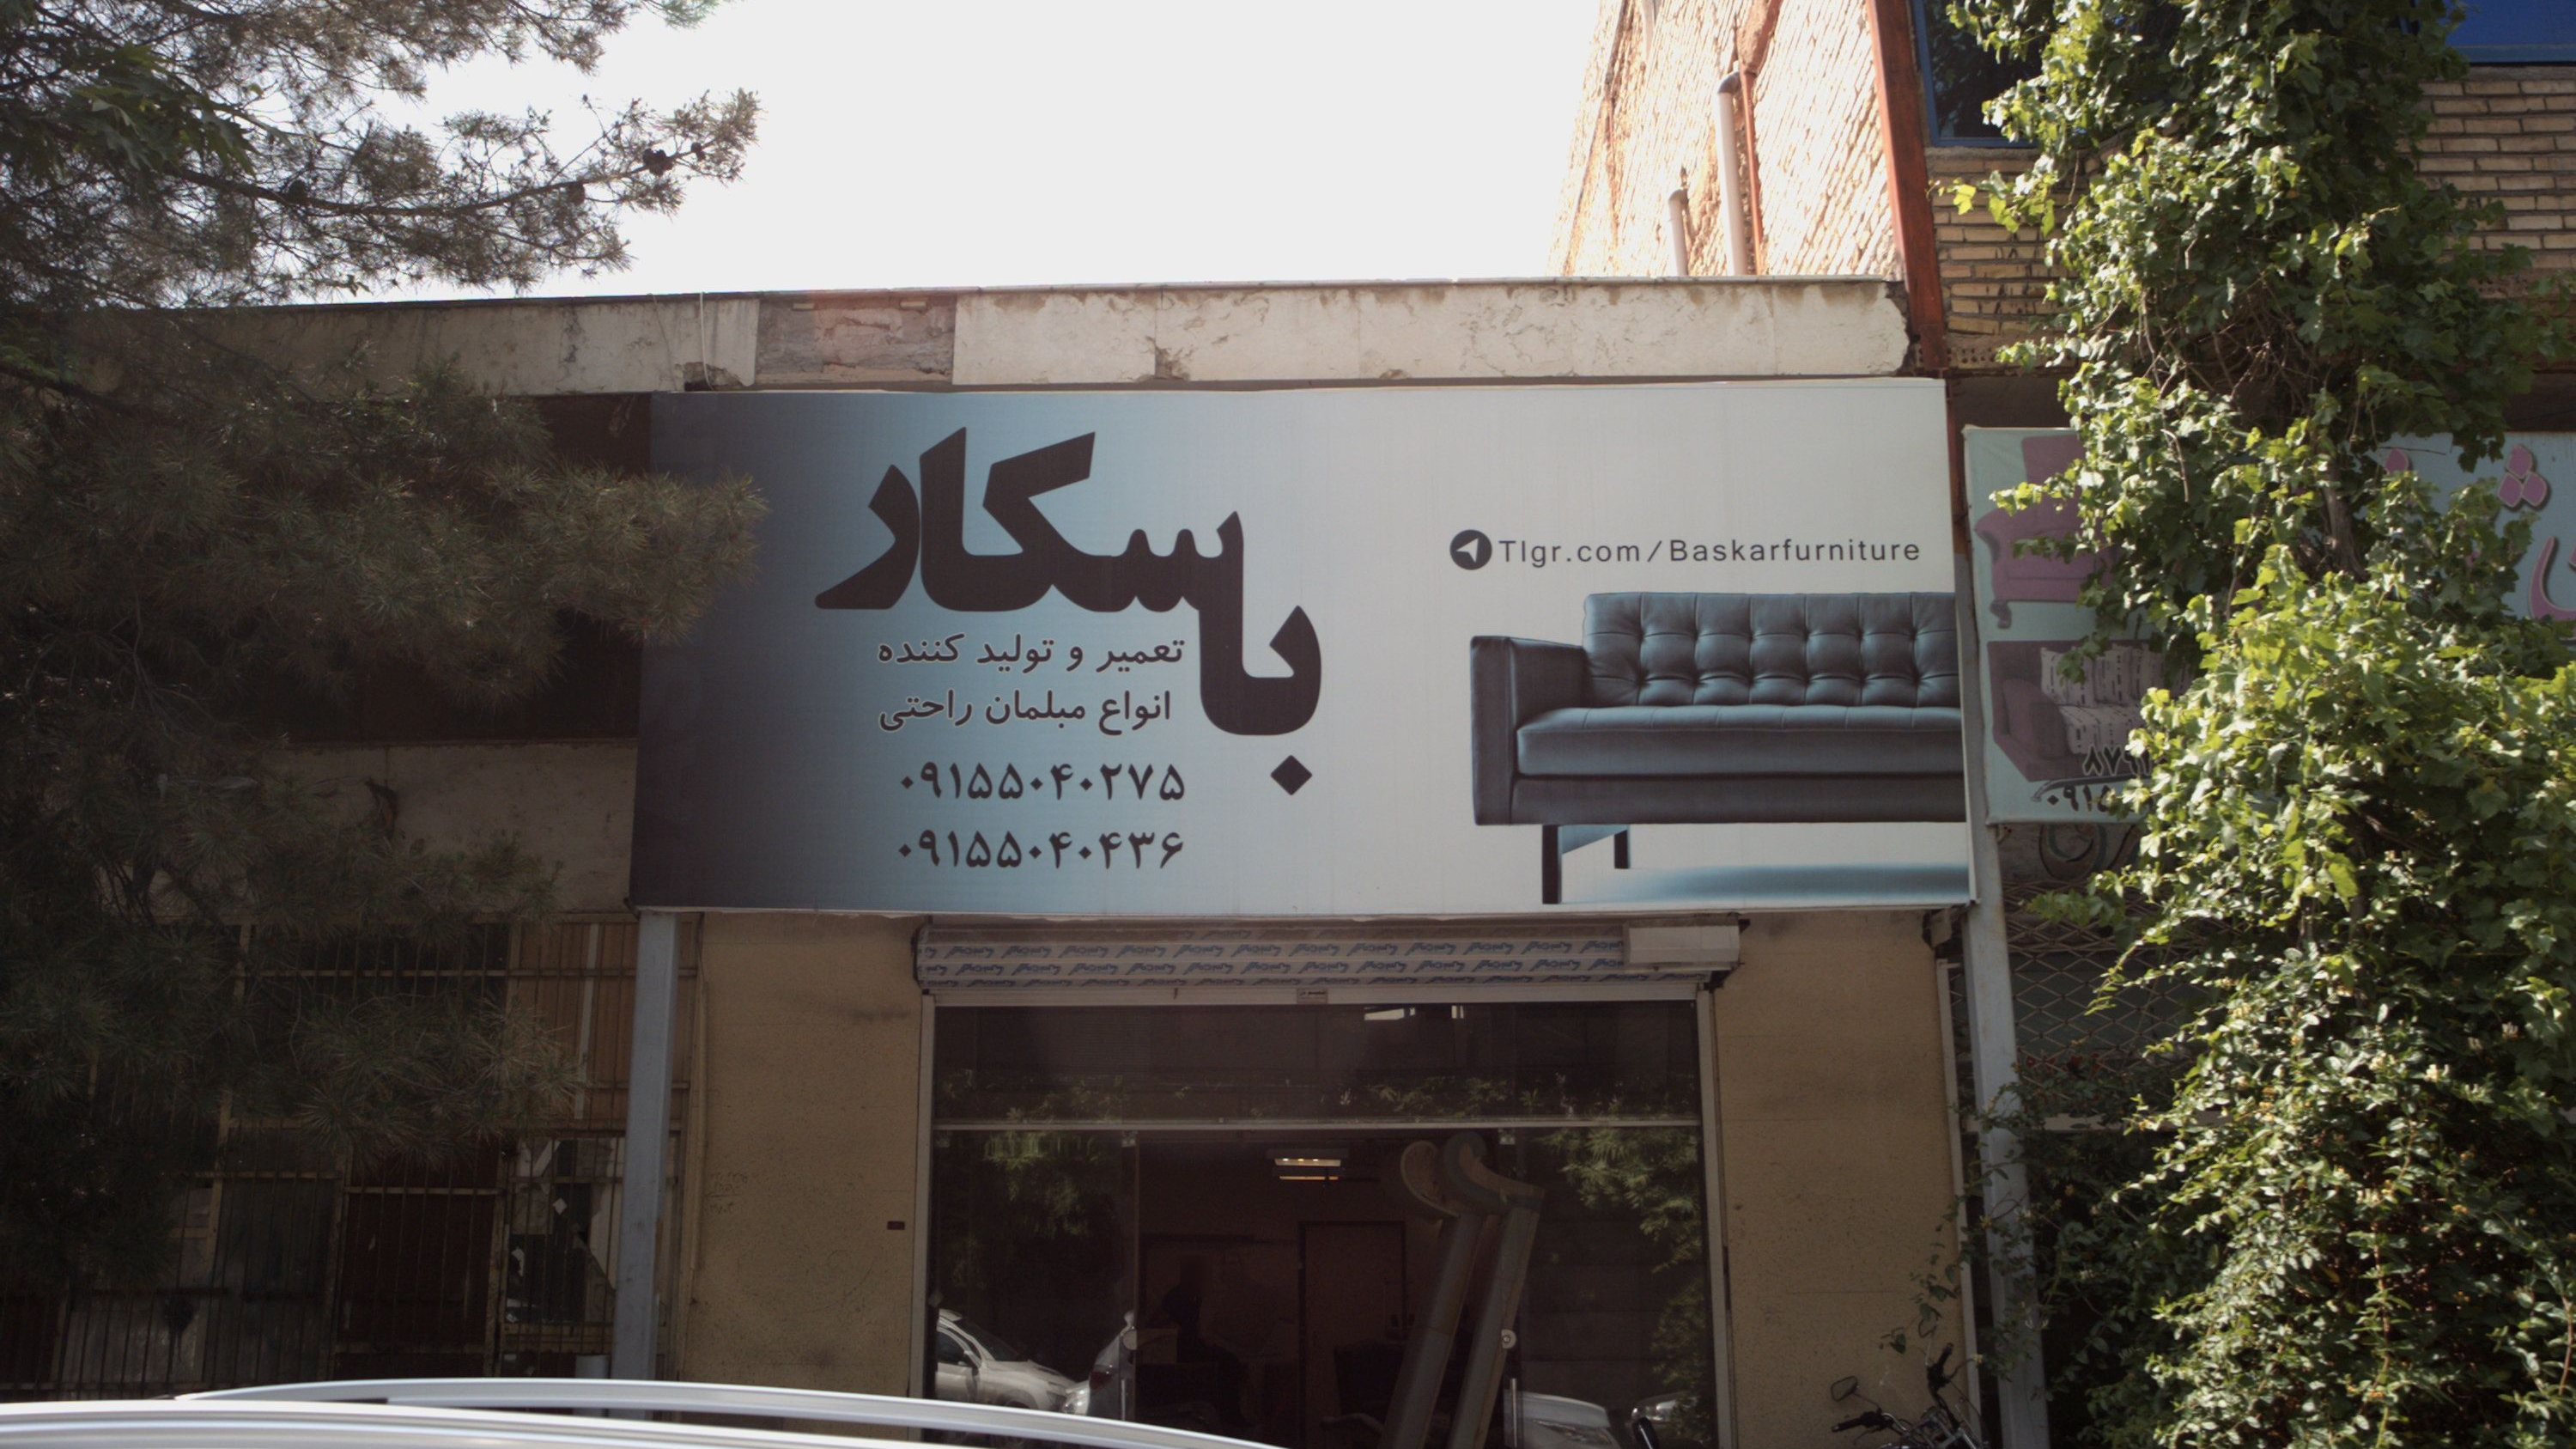 باسکار
تعمیر و تولید کننده
انواع مبلمان راحتی
۰۹۱۵۵۰۴۰۲۷۵
۰۹۱۵۵۰۴۰۴۳۶
Tlgr.com/Baskarfurniture